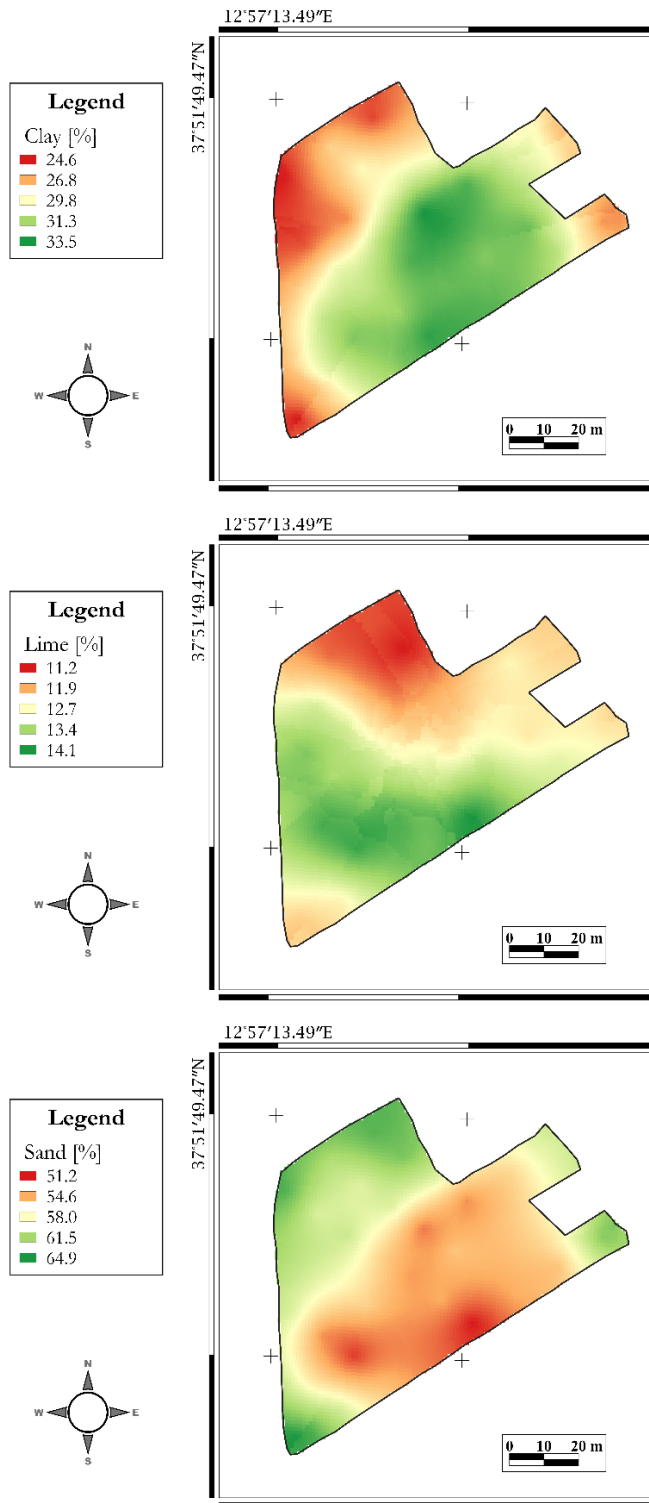 12°57′13.49″E
37°51′49.47″N
Legend
Clay [%]
24.6
26.8
29.8
31.3
33.5
N
W E
S
0 10 20 m
12°57′13.49″E
37°51′49.47″N
Legend
Lime [%]
11.2
11.9
12.7
13.4
14.1
N
W E
S
0 10 20 m
12°57′13.49″E
37°51′49.47″N
Legend
Sand [%]
51.2
54.6
58.0
61.5
64.9
N
W E
S
0 10 20 m